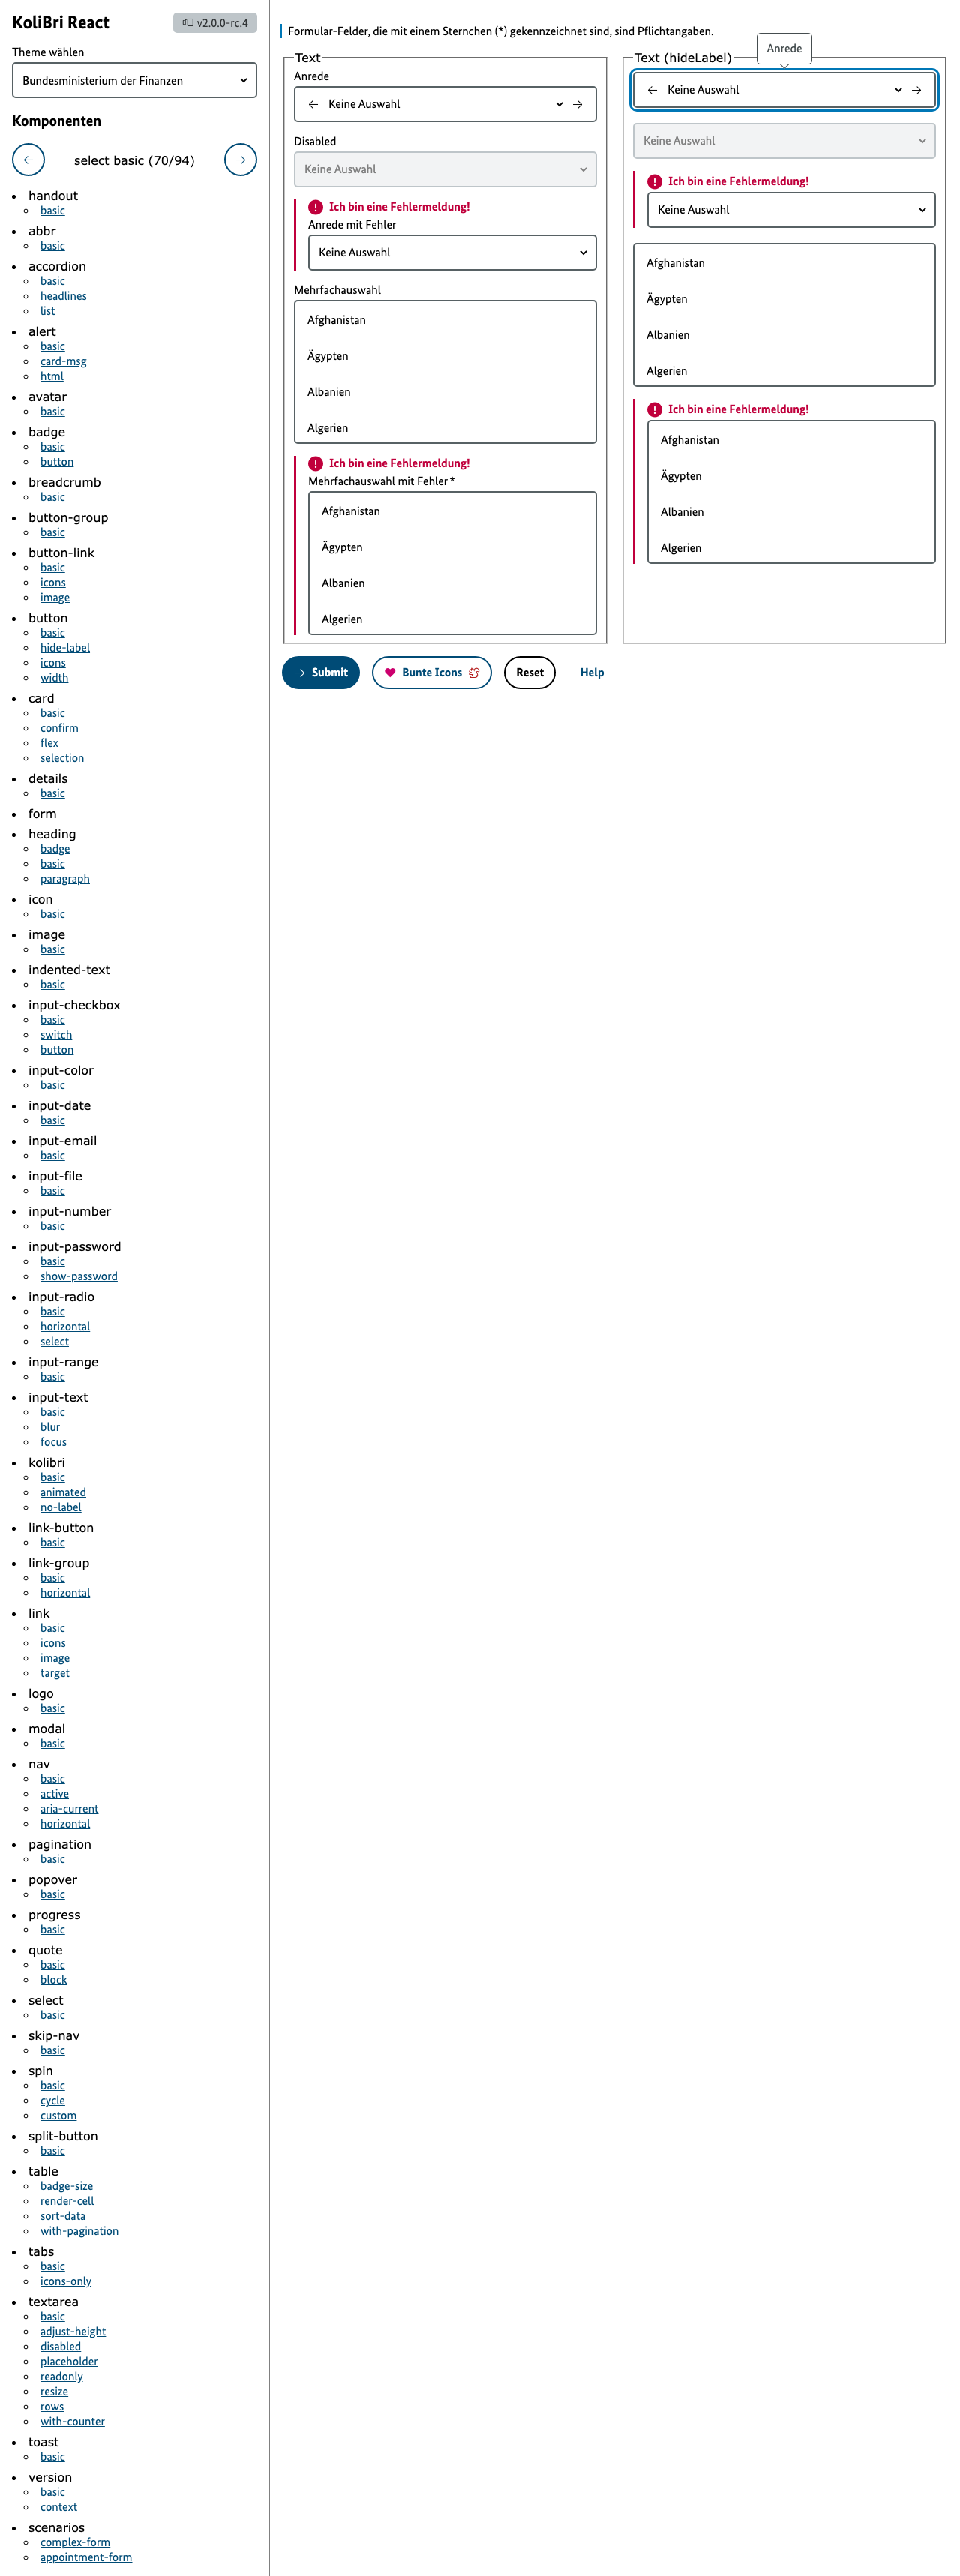 KoliBri React
v2.0.0-rc.4
Theme wählen
Bundesministerium der Finanzen
Komponenten
select basic (70/94)
handout
basic
abbr
basic
accordion
basic
headlines
list
alert
basic
card-msg
html
avatar
basic
badge
basic
button
breadcrumb
basic
button-group
basic
button-link
basic
icons
image
button
basic
hide-label
icons
width
card
basic
confirm
flex
selection
details
basic
form
heading
badge
basic
paragraph
icon
basic
image
basic
indented-text
basic
input-checkbox
basic
switch
button
input-color
basic
input-date
basic
input-email
basic
input-file
basic
input-number
basic
input-password
basic
show-password
input-radio
basic
horizontal
select
input-range
basic
input-text
basic
blur
focus
kolibri
basic
animated
no-label
link-button
basic
link-group
basic
horizontal
link
basic
icons
image
target
logo
basic
modal
basic
nav
basic
active
aria-current
horizontal
pagination
basic
popover
basic
progress
basic
quote
basic
block
select
basic
skip-nav
basic
spin
basic
cycle
custom
split-button
basic
table
badge-size
render-cell
sort-data
with-pagination
tabs
basic
icons-only
textarea
basic
adjust-height
disabled
placeholder
readonly
resize
rows
with-counter
toast
basic
version
basic
context
scenarios
complex-form
appointment-form
Formular-Felder, die mit einem Sternchen (*) gekennzeichnet sind, sind Pflichtangaben.
Text
Anrede
Keine Auswahl
Disabled
Keine Auswahl
Ich bin eine Fehlermeldung!
Anrede mit Fehler
Keine Auswahl
Mehrfachauswahl
Afghanistan
Ägypten
Albanien
Algerien
Ich bin eine Fehlermeldung!
Mehrfachauswahl mit Fehler *
Afghanistan
Ägypten
Albanien
Algerien
Text (hideLabel)
Anrede
Keine Auswahl
Keine Auswahl
Ich bin eine Fehlermeldung!
Keine Auswahl
Afghanistan
Ägypten
Albanien
Algerien
Ich bin eine Fehlermeldung!
Afghanistan
Ägypten
Albanien
Algerien
Submit
Bunte Icons
Reset
Help